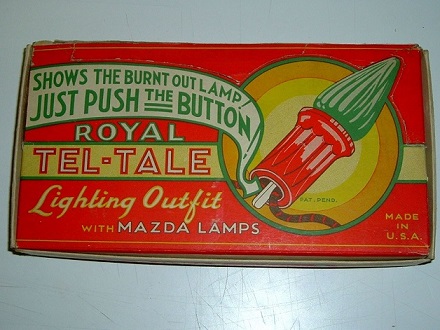 SHOWS THE BURNT OUT LAMP/
JUST PUSH THE BUTTON
ROYAL
TEL-TALE
Lighting Outfit
WITH MAZDA LAMPS
PAT. PEND.
MADE
IN
U.S.A.